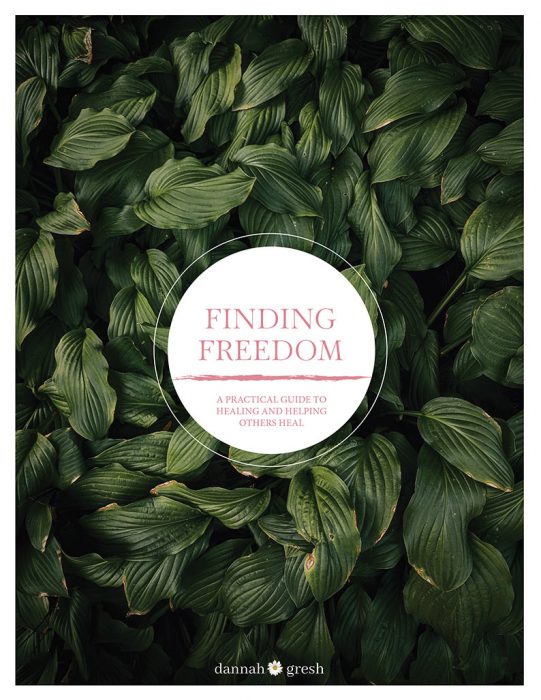 FINDING
FREEDOM
A PRACTICAL GUIDE TO
HEALING AND HELPING
OTHERS HEAL
dannah gresh